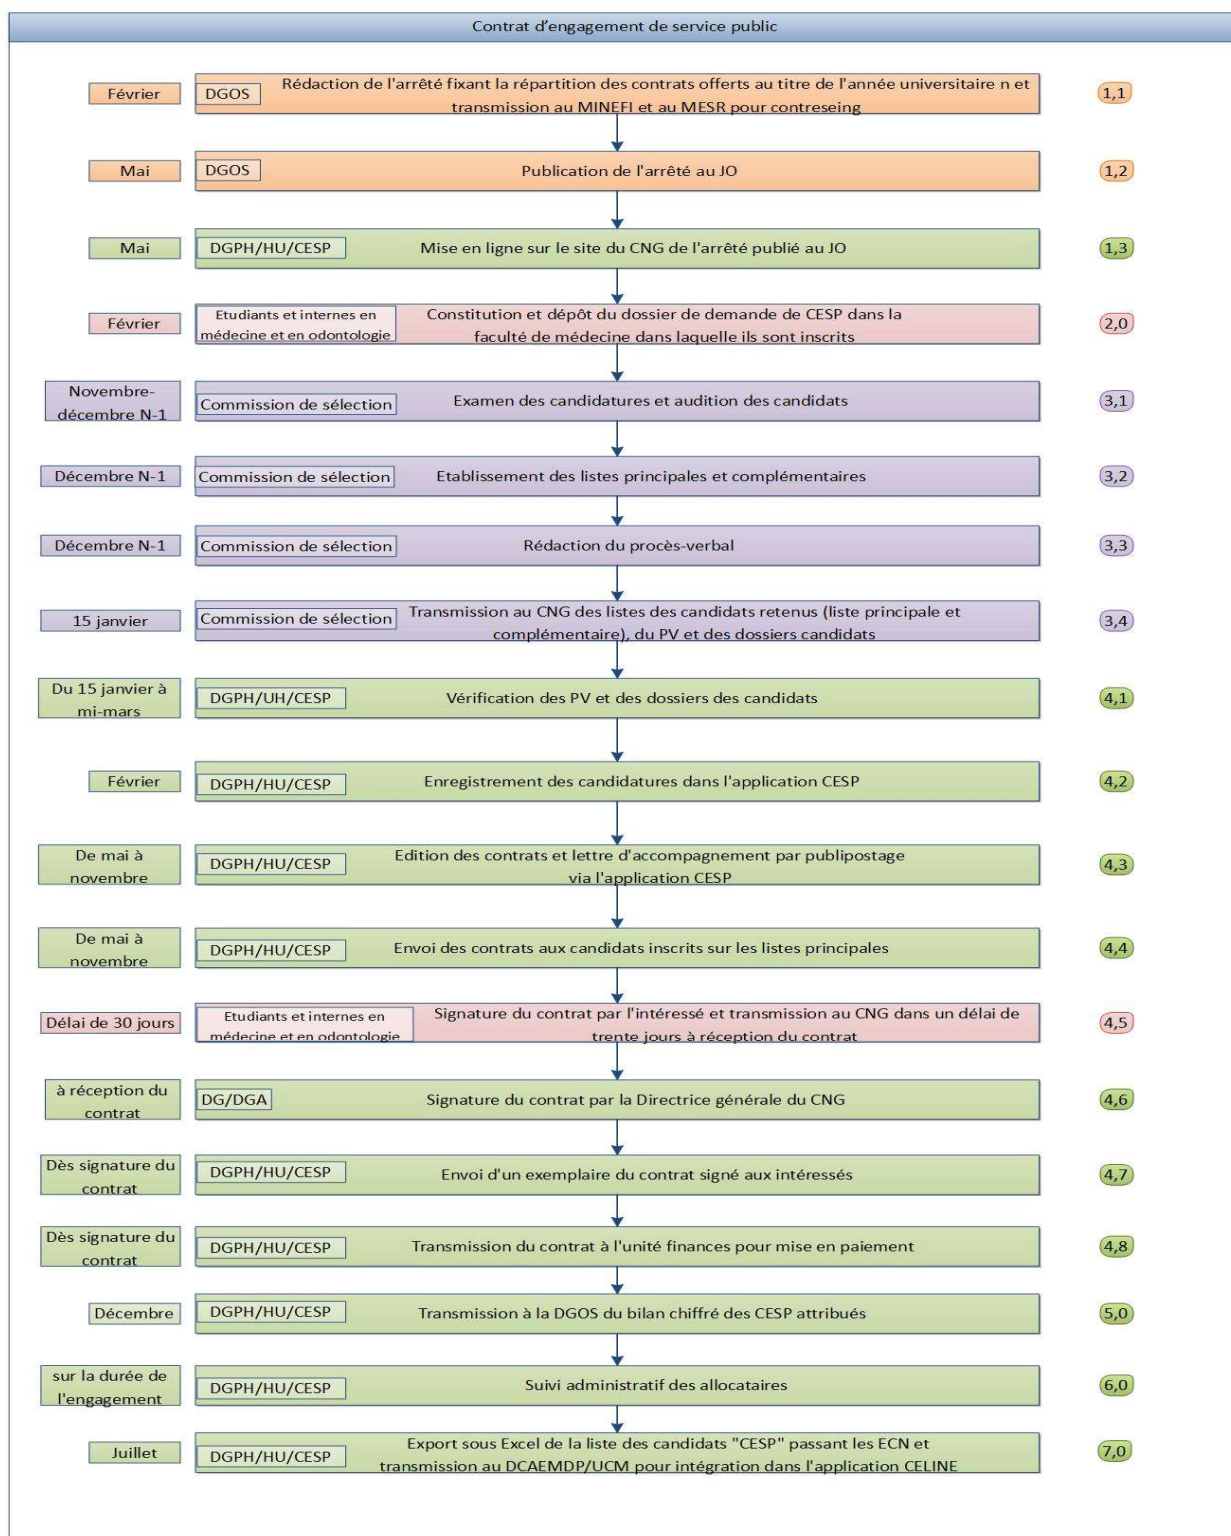 Contrat d’engagement de service public
Février
DGOS
Rédaction de l'arrêté fixant la répartition des contrats offerts au titre de l'année universitaire n et
transmission au MINEFI et au MESR pour contreseing
1,1
Mai
DGOS
Publication de l'arrêté au JO
1,2
Mai
DGPH/HU/CESP
Mise en ligne sur le site du CNG de l'arrêté publié au JO
1,3
Février
Etudiants et internes en
médecine et en odontologie
Constitution et dépôt du dossier de demande de CESP dans la
faculté de médecine dans laquelle ils sont inscrits
2,0
Novembre-
décembre N-1
Commission de sélection
Examen des candidatures et audition des candidats
3,1
Décembre N-1
Commission de sélection
Etablissement des listes principales et complémentaires
3,2
Décembre N-1
Commission de sélection
Rédaction du procès-verbal
3,3
15 janvier
Commission de sélection
Transmission au CNG des listes des candidats retenus (liste principale et
complémentaire), du PV et des dossiers candidats
3,4
Du 15 janvier à
mi-mars
DGPH/UH/CESP
Vérification des PV et des dossiers des candidats
4,1
Février
DGPH/HU/CESP
Enregistrement des candidatures dans l'application CESP
4,2
De mai à
novembre
DGPH/HU/CESP
Edition des contrats et lettre d'accompagnement par publipostage
via l'application CESP
4,3
De mai à
novembre
DGPH/HU/CESP
Envoi des contrats aux candidats inscrits sur les listes principales
4,4
Délai de 30 jours
Etudiants et internes en
médecine et en odontologie
Signature du contrat par l'intéressé et transmission au CNG dans un délai de
trente jours à réception du contrat
4,5
à réception du
contrat
DG/DGA
Signature du contrat par la Directrice générale du CNG
4,6
Dès signature du
contrat
DGPH/HU/CESP
Envoi d'un exemplaire du contrat signé aux intéressés
4,7
Dès signature du
contrat
DGPH/HU/CESP
Transmission du contrat à l'unité finances pour mise en paiement
4,8
Décembre
DGPH/HU/CESP
Transmission à la DGOS du bilan chiffré des CESP attribués
5,0
sur la durée de
l'engagement
DGPH/HU/CESP
Suivi administratif des allocataires
6,0
Juillet
DGPH/HU/CESP
Export sous Excel de la liste des candidats "CESP" passant les ECN et
transmission au DCAEMDP/UCM pour intégration dans l'application CELINE
7,0